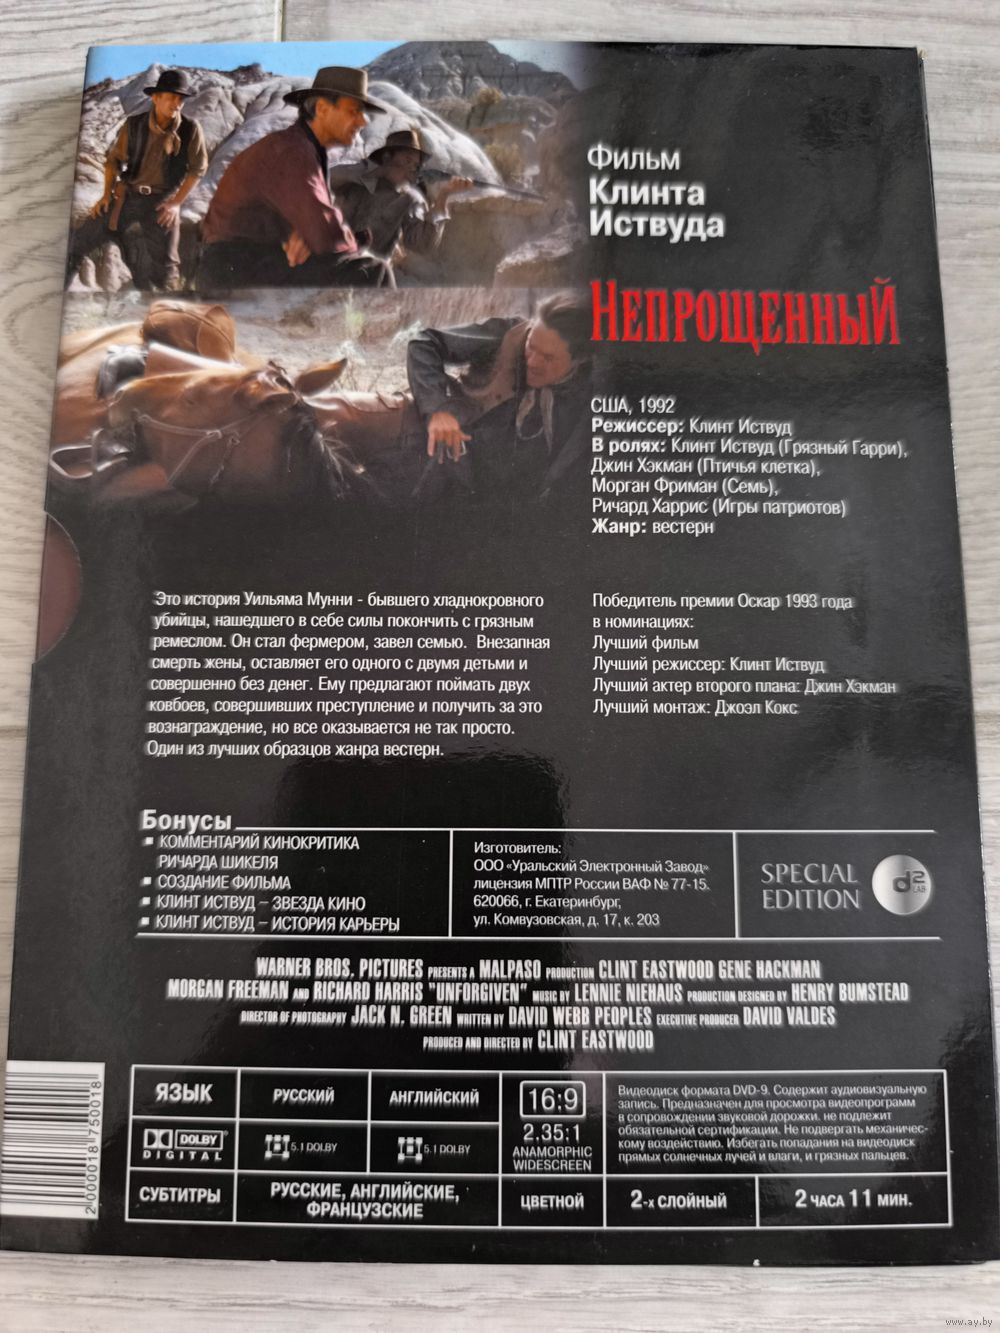 Фильм
Клинта
Иствуда
Непрощенный
США, 1992
Режиссер: Клинт Иствуд
В ролях: Клинт Иствуд (Грязный Гарри),
Джин Хэкман (Птичья клетка),
Морган Фриман (Семь),
Ричард Харрис (Игры патриотов)
Жанр: вестерн
Это история Уильяма Мунни - бывшего хладнокровного
убийцы, нашедшего в себе силы покончить с грязным
ремеслом. Он стал фермером, завел семью. Внезапная
смерть жены, оставляет его одного с двумя детьми и
совершенно без денег. Ему предлагают поймать двух
ковбоев, совершивших преступление и получить за это
вознаграждение, но все оказывается не так просто.
Один из лучших образцов жанра вестерн.
Победитель премии Оскар 1993 года
в номинациях:
Лучший фильм
Лучший режиссер: Клинт Иствуд
Лучший актер второго плана: Джин Хэкман
Лучший монтаж: Джоэл Кокс
Бонусы
КОММЕНТАРИЙ КИНОКРИТИКА
РИЧАРДА ШИКЕЛЯ
СОЗДАНИЕ ФИЛЬМА
КЛИНТ ИСТВУД – ЗВЕЗДА КИНО
КЛИНТ ИСТВУД – ИСТОРИЯ КАРЬЕРЫ
Изготовитель:
ООО «Уральский Электронный Завод»
лицензия МПТР России ВАФ № 77-15.
620066, г. Екатеринбург,
ул. Комвузовская, д. 17, к. 203
SPECIAL
EDITION
d2
LAB
WARNER BROS. PICTURES PRESENTS A MALPASO PRODUCTION CLINT EASTWOOD GENE HACKMAN
MORGAN FREEMAN AND RICHARD HARRIS "UNFORGIVEN" MUSIC BY LENNIE NIEHAUS PRODUCTION DESIGNED BY HENRY BUMSTEAD
DIRECTOR OF PHOTOGRAPHY JACK N. GREEN WRITTEN BY DAVID WEBB PEOPLES EXECUTIVE PRODUCER DAVID VALDES
PRODUCED AND DIRECTED BY CLINT EASTWOOD
ЯЗЫК
РУССКИЙ
АНГЛИЙСКИЙ
DOLBY
DIGITAL
5.1 DOLBY
5.1 DOLBY
16:9
2.35:1
ANAMORPHIC
WIDESCREEN
Видеодиск формата DVD-9. Содержит аудиовизуальную
запись. Предназначен для просмотра видеопрограмм
в сопровождении звуковой дорожки. не подлежит
обязательной сертификации. Не подвергать механичес-
кому воздействию. Избегать попадания на видеодиск
прямых солнечных лучей и влаги, и грязных пальцев.
СУБТИТРЫ
РУССКИЕ, АНГЛИЙСКИЕ,
ФРАНЦУЗСКИЕ
ЦВЕТНОЙ
2-х СЛОЙНЫЙ
2 ЧАСА 11 МИН.
2000018750018
www.ay.by